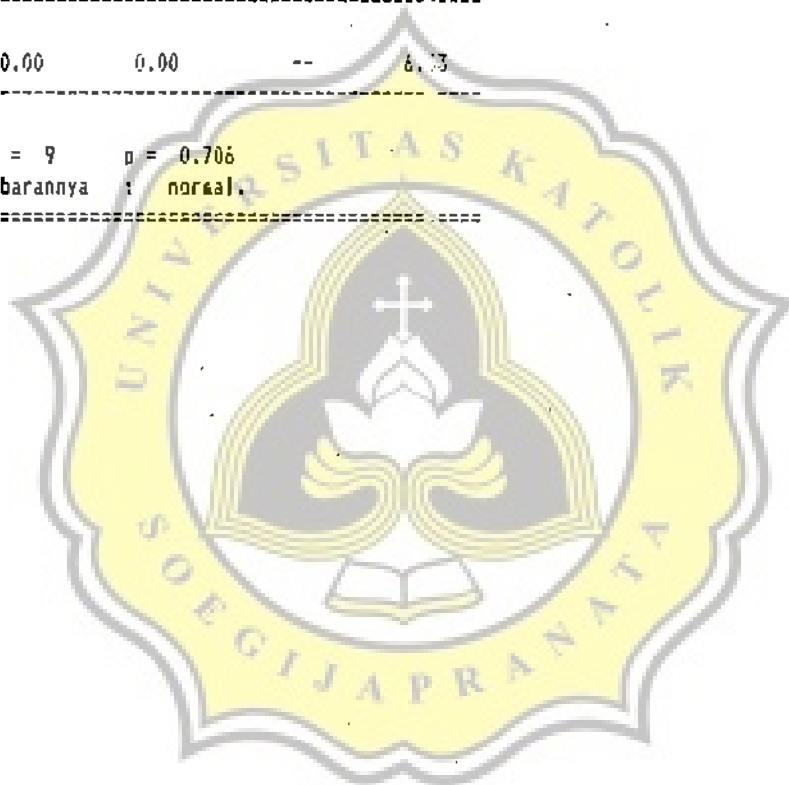 0.00 0.00 --
= 9 p = 0.706
barannya : normal.
UNIVERSITAS KATOLIK
SOEGIJAPRANATA